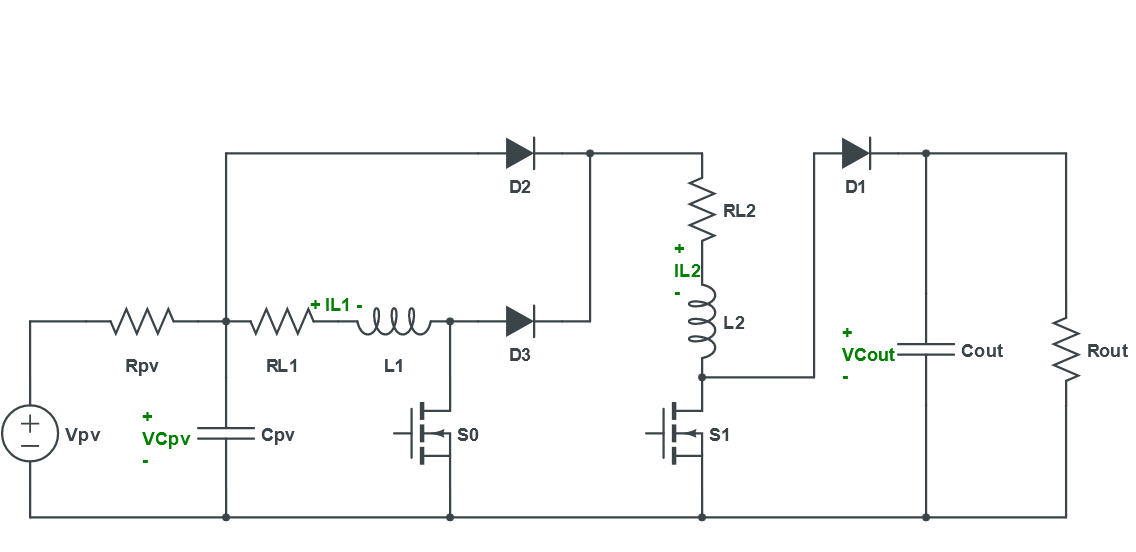 D2
D1
RL2
+
IL2
-
+ IL1 -
L2
Rpv
RL1
L1
D3
+
VCout
-
Cout
Rout
+
Vpv
+
VCpv
-
Cpv
S0
S1